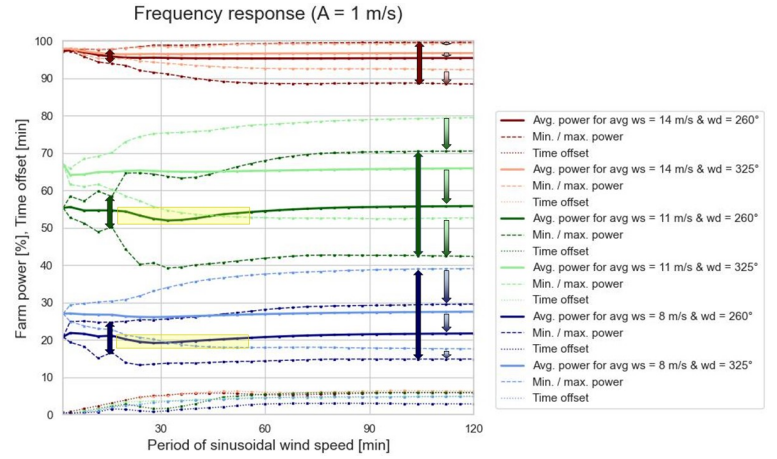 Frequency response (A = 1 m/s)
Farm power [%], Time offset [min]
100
90
80
70
60
50
40
30
20
10
0
30
60
90
120
Period of sinusoidal wind speed [min]
Avg. power for avg ws = 14 m/s & wd = 260°
Min. / max. power
Time offset
Avg. power for avg ws = 14 m/s & wd = 325°
Min. / max. power
Time offset
Avg. power for avg ws = 11 m/s & wd = 260°
Min. / max. power
Time offset
Avg. power for avg ws = 11 m/s & wd = 325°
Min. / max. power
Time offset
Avg. power for avg ws = 8 m/s & wd = 260°
Min. / max. power
Time offset
Avg. power for avg ws = 8 m/s & wd = 325°
Min. / max. power
Time offset